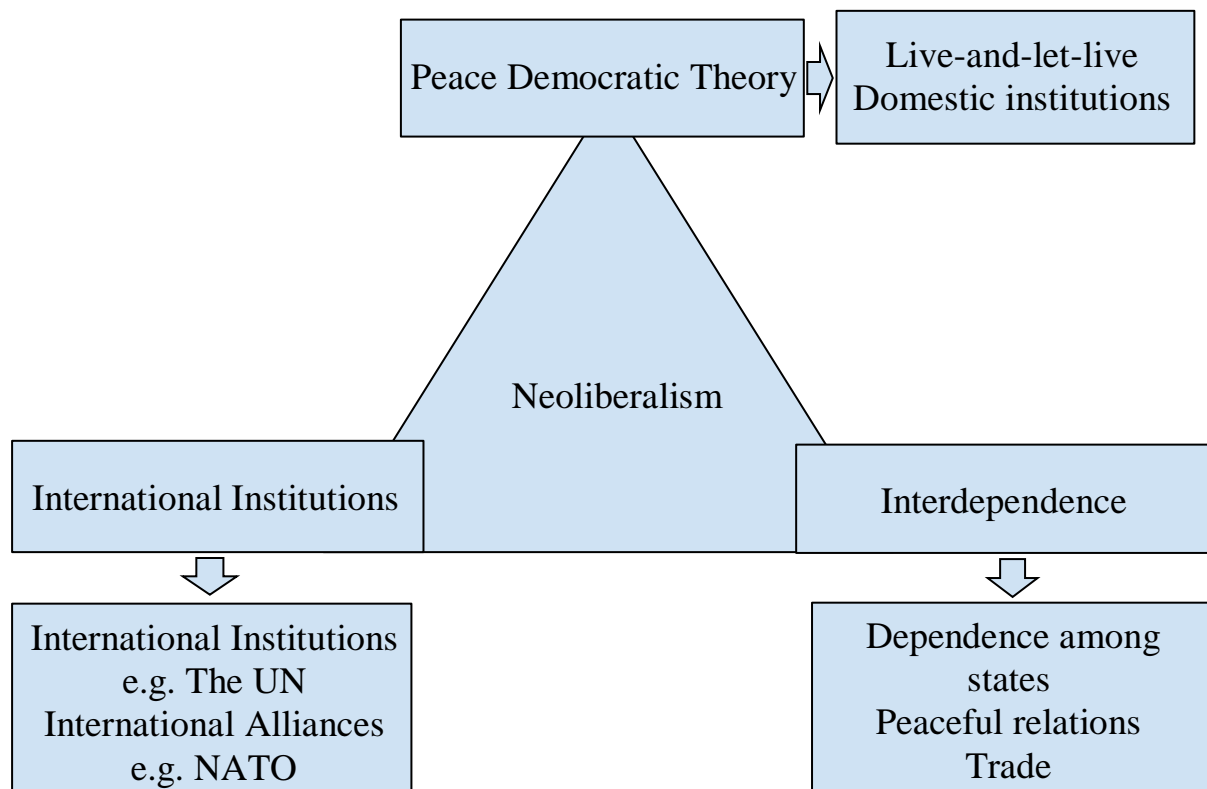 Peace Democratic Theory
Live-and-let-live
Domestic institutions
Neoliberalism
International Institutions
Interdependence
International Institutions
e.g. The UN
International Alliances
e.g. NATO
Dependence among
states
Peaceful relations
Trade